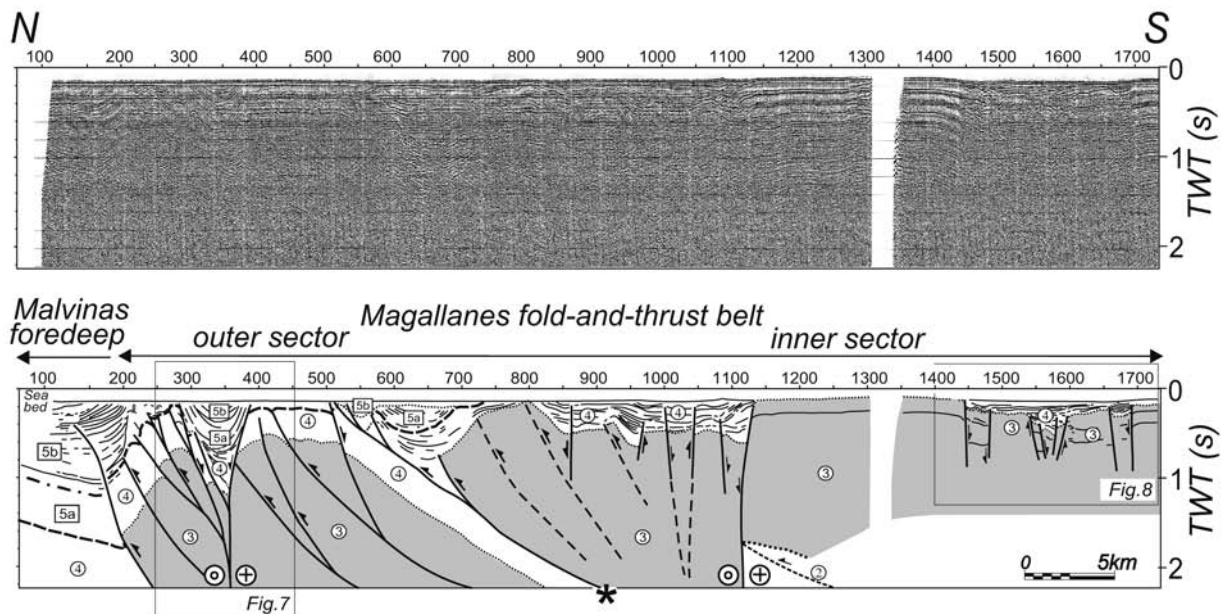 N S
100 200 300 400 500 600 700 800 900 1000 1100 1200 1300 1400 1500 1600 1700
0
1
2
TWT (s)
Malvinas
foredeep
Magallanes fold-and-thrust belt
outer sector
inner sector
100 200 300 400 500 600 700 800 900 1000 1100 1200 1300 1400 1500 1600 1700
Sea
bed
0
1
2
TWT (s)
5b
5a
4
4
5b
5a
4
3
4
3
5b
5a
4
4
4
3
2
4
3
3
Fig.8
0 5km
*
Fig.7